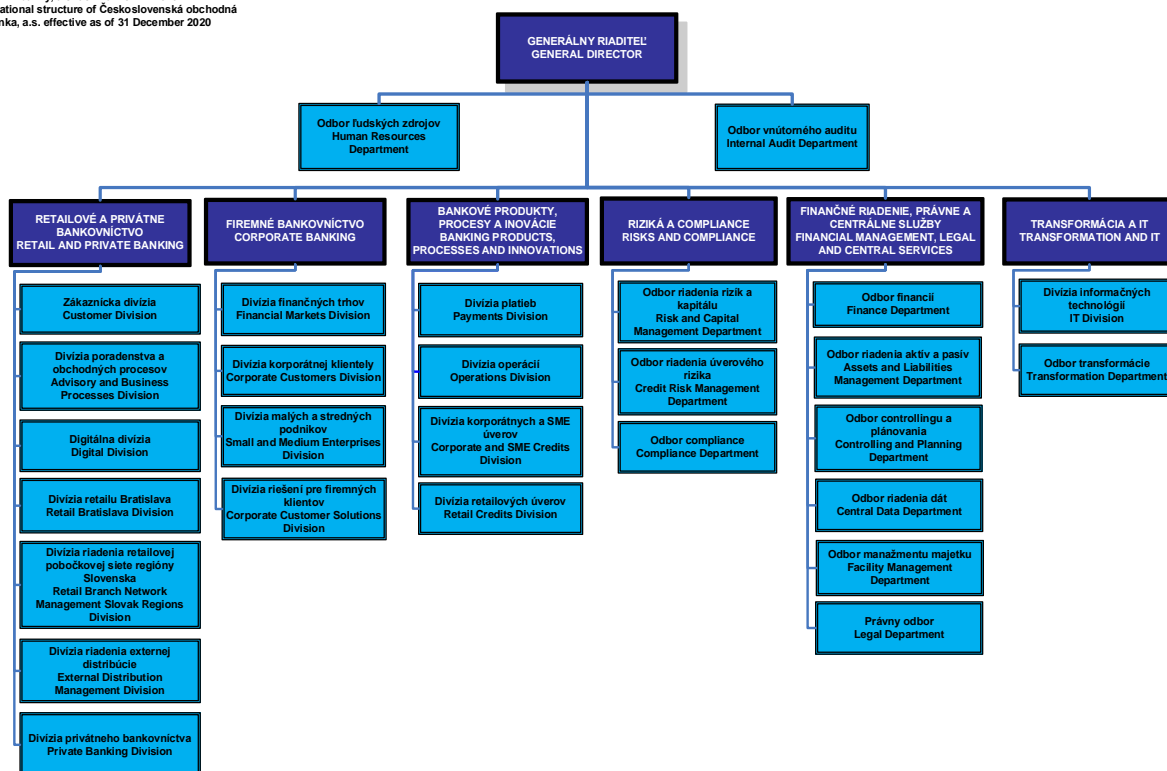 ational structure of Československá obchodná
nka, a.s. effective as of 31 December 2020
GENERÁLNY RIADITEĽ
GENERAL DIRECTOR
Odbor ľudských zdrojov
Human Resources
Department
Odbor vnútorného auditu
Internal Audit Department
RETAILOVÉ A PRIVÁTNE
BANKOVNÍCTVO
RETAIL AND PRIVATE BANKING
FIREMNÉ BANKOVNÍCTVO
CORPORATE BANKING
BANKOVÉ PRODUKTY,
PROCESY A INOVÁCIE
BANKING PRODUCTS,
PROCESSES AND INNOVATIONS
RIZIKÁ A COMPLIANCE
RISKS AND COMPLIANCE
FINANČNÉ RIADENIE, PRÁVNE A
CENTRÁLNE SLUŽBY
FINANCIAL MANAGEMENT, LEGAL
AND CENTRAL SERVICES
TRANSFORMÁCIA A IT
TRANSFORMATION AND IT
Zákaznícka divízia
Customer Division
Divízia poradenstva a
obchodných procesov
Advisory and Business
Processes Division
Digitálna divízia
Digital Division
Divízia retailu Bratislava
Retail Bratislava Division
Divízia riadenia retailovej
pobočkovej siete regióny
Slovenska
Retail Branch Network
Management Slovak Regions
Division
Divízia riadenia externej
distribúcie
External Distribution
Management Division
Divízia privátneho bankovníctva
Private Banking Division
Divízia finančných trhov
Financial Markets Division
Divízia korporátnej klientely
Corporate Customers Division
Divízia malých a stredných
podnikov
Small and Medium Enterprises
Division
Divízia riešení pre firemných
klientov
Corporate Customer Solutions
Division
Divízia platieb
Payments Division
Divízia operácií
Operations Division
Divízia korporátnych a SME
úverov
Corporate and SME Credits
Division
Divízia retailových úverov
Retail Credits Division
Odbor riadenia rizík a
kapitálu
Risk and Capital
Management Department
Odbor riadenia úverového
rizika
Credit Risk Management
Department
Odbor compliance
Compliance Department
Odbor financií
Finance Department
Odbor riadenia aktív a pasív
Assets and Liabilities
Management Department
Odbor controllingu a
plánovania
Controlling and Planning
Department
Odbor riadenia dát
Central Data Department
Odbor manažmentu majetku
Facility Management
Department
Právny odbor
Legal Department
Divízia informačných
technológií
IT Division
Odbor transformácie
Transformation Department